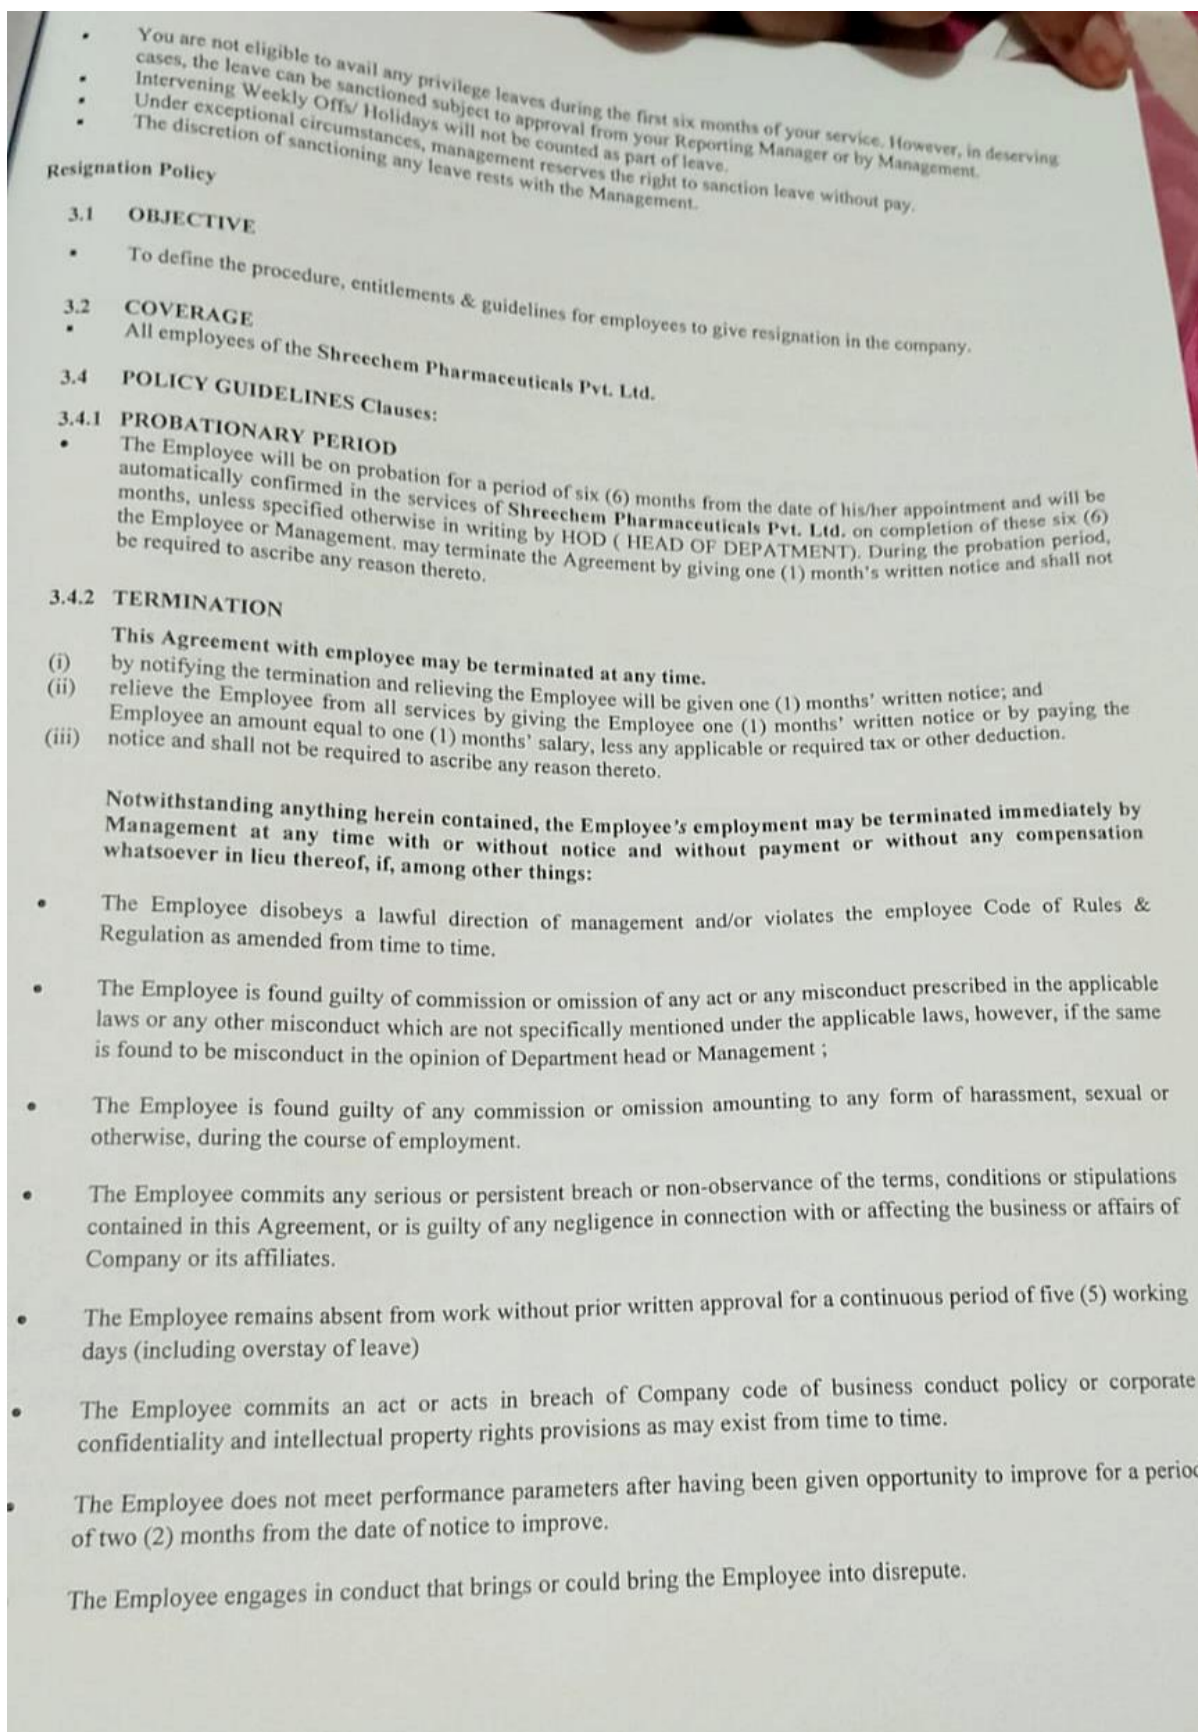 • You are not eligible to avail any privilege leaves during the first six months of your service. However, in deserving
cases, the leave can be sanctioned subject to approval from your Reporting Manager or by Management.
• Intervening Weekly Offs/ Holidays will not be counted as part of leave.
• Under exceptional circumstances, management reserves the right to sanction leave without pay.
• The discretion of sanctioning any leave rests with the Management.
Resignation Policy
3.1 OBJECTIVE
• To define the procedure, entitlements & guidelines for employees to give resignation in the company.
3.2 COVERAGE
• All employees of the Shreechem Pharmaceuticals Pvt. Ltd.
3.4 POLICY GUIDELINES Clauses:
3.4.1 PROBATIONARY PERIOD
• The Employee will be on probation for a period of six (6) months from the date of his/her appointment and will be
automatically confirmed in the services of Shreechem Pharmaceuticals Pvt. Ltd. on completion of these six (6)
months, unless specified otherwise in writing by HOD ( HEAD OF DEPATMENT). During the probation period,
the Employee or Management. may terminate the Agreement by giving one (1) month's written notice and shall not
be required to ascribe any reason thereto.
3.4.2 TERMINATION
This Agreement with employee may be terminated at any time.
(i) by notifying the termination and relieving the Employee will be given one (1) months' written notice; and
(ii) relieve the Employee from all services by giving the Employee one (1) months' written notice or by paying the
Employee an amount equal to one (1) months' salary, less any applicable or required tax or other deduction.
(iii) notice and shall not be required to ascribe any reason thereto.
Notwithstanding anything herein contained, the Employee's employment may be terminated immediately by
Management at any time with or without notice and without payment or without any compensation
whatsoever in lieu thereof, if, among other things:
• The Employee disobeys a lawful direction of management and/or violates the employee Code of Rules &
Regulation as amended from time to time.
• The Employee is found guilty of commission or omission of any act or any misconduct prescribed in the applicable
laws or any other misconduct which are not specifically mentioned under the applicable laws, however, if the same
is found to be misconduct in the opinion of Department head or Management ;
• The Employee is found guilty of any commission or omission amounting to any form of harassment, sexual or
otherwise, during the course of employment.
• The Employee commits any serious or persistent breach or non-observance of the terms, conditions or stipulations
contained in this Agreement, or is guilty of any negligence in connection with or affecting the business or affairs of
Company or its affiliates.
• The Employee remains absent from work without prior written approval for a continuous period of five (5) working
days (including overstay of leave)
• The Employee commits an act or acts in breach of Company code of business conduct policy or corporate
confidentiality and intellectual property rights provisions as may exist from time to time.
• The Employee does not meet performance parameters after having been given opportunity to improve for a perio
of two (2) months from the date of notice to improve.
The Employee engages in conduct that brings or could bring the Employee into disrepute.